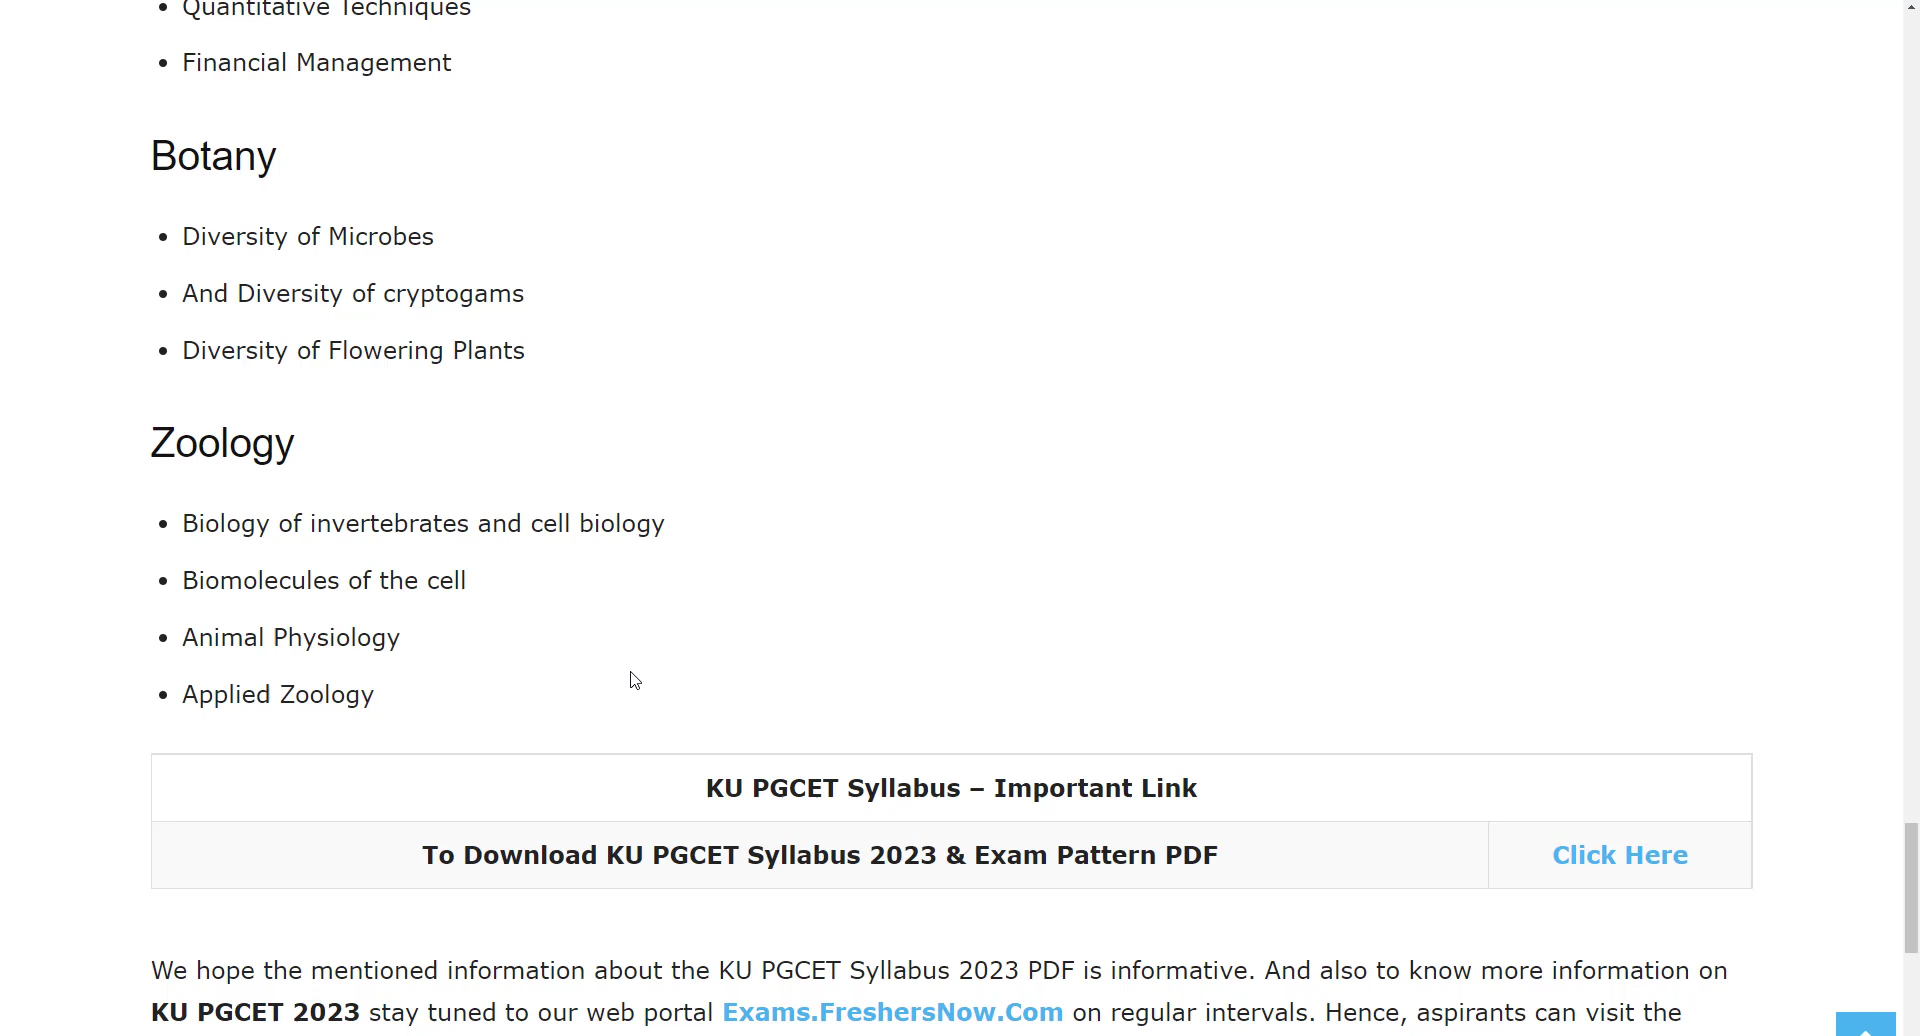 Quantitative Techniques
Financial Management
Botany
Diversity of Microbes
And Diversity of cryptogams
Diversity of Flowering Plants
Zoology
Biology of invertebrates and cell biology
Biomolecules of the cell
Animal Physiology
Applied Zoology
KU PGCET Syllabus – Important Link
To Download KU PGCET Syllabus 2023 & Exam Pattern PDF Click Here
We hope the mentioned information about the KU PGCET Syllabus 2023 PDF is informative. And also to know more information on
KU PGCET 2023 stay tuned to our web portal Exams.FreshersNow.Com on regular intervals. Hence, aspirants can visit the